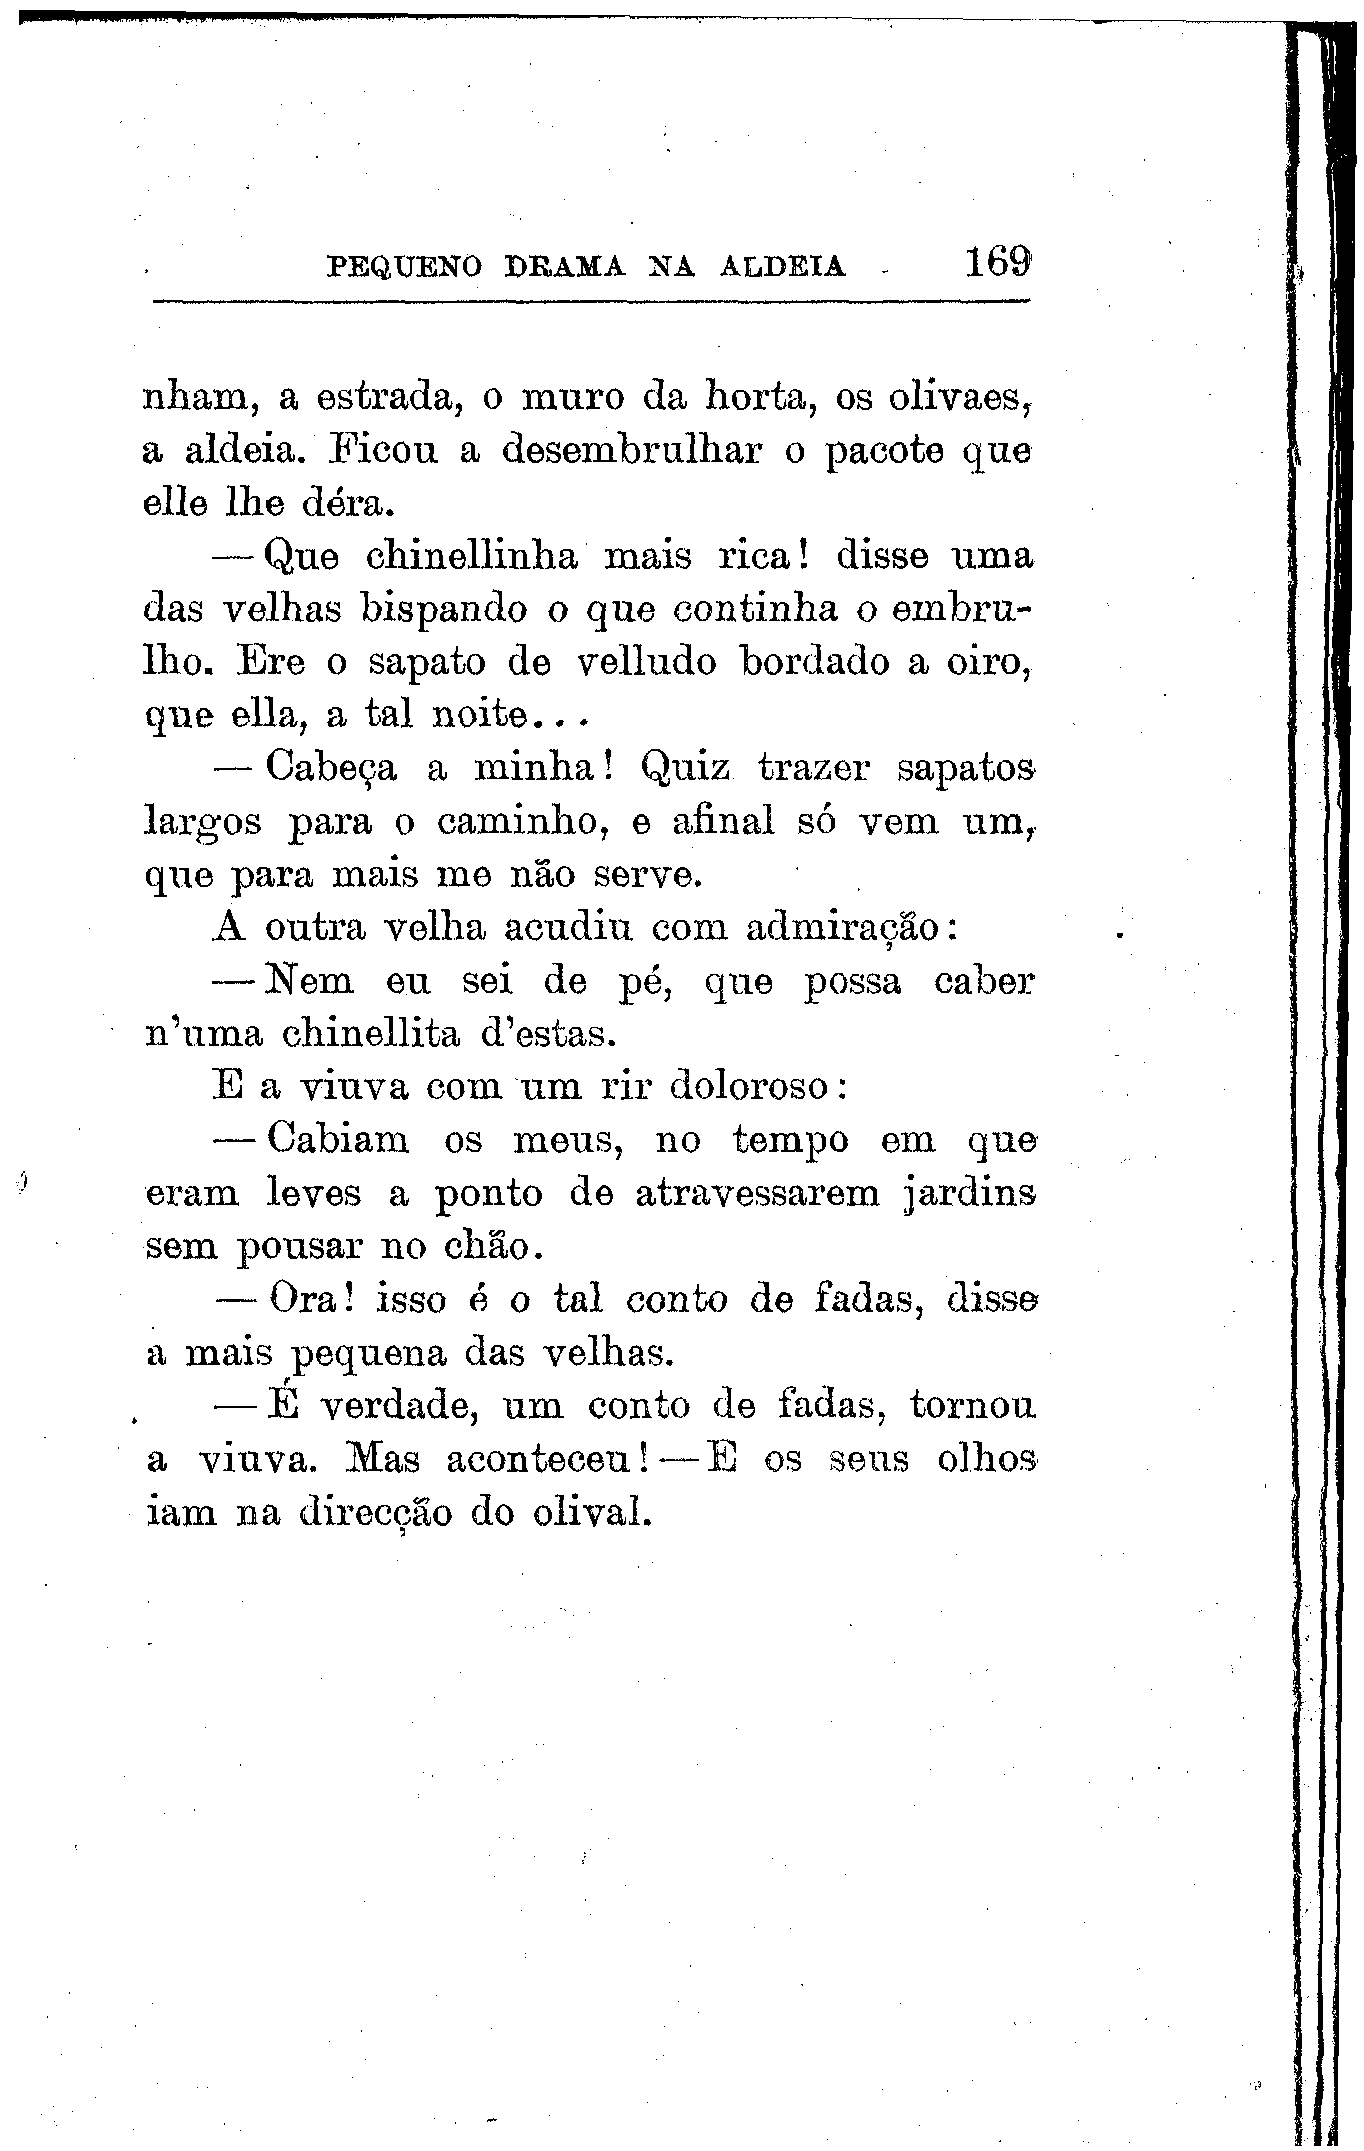 PEQUENO DRAMA NA ALDEIA 169
nham, a estrada, o muro da horta, os olivaes,
a aldeia. Ficou a desembrulhar o pacote que
elle lhe déra.
— Que chinellinha mais rica! disse uma
das velhas bispando o que continha o embru-
lho. Ere o sapato de velludo bordado a oiro,
que ella, a tal noite...
— Cabeça a minha! Quiz trazer sapatos
largos para o caminho, e afinal só vem um,
que para mais me não serve.
A outra velha acudiu com admiração:
— Nem eu sei de pé, que possa caber
n'uma chinellita d'estas.
E a viuva com um rir doloroso:
— Cabiam os meus, no tempo em que
eram leves a ponto de atravessarem jardins
sem pousar no chão.
— Ora! isso é o tal conto de fadas, disse
a mais pequena das velhas.
— É verdade, um conto de fadas, tornou
a viuva. Mas aconteceu! — E os seus olhos
iam na direcção do olival.